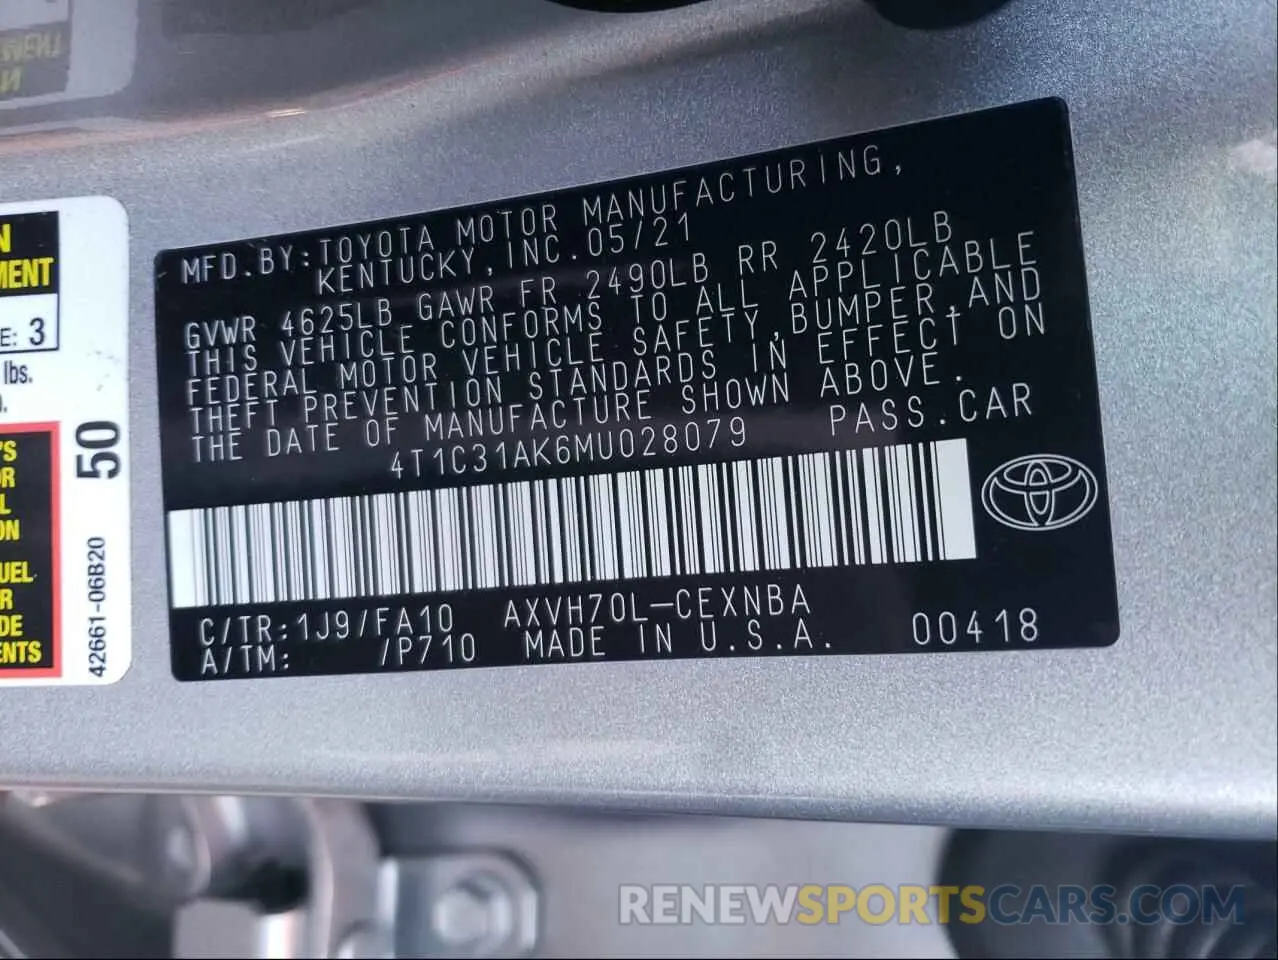 MFD.BY:TOYOTA MOTOR MANUFACTURING,
KENTUCKY,INC.05/21
GVWR 4625LB GAWR FR 2490LB RR 2420LB
THIS VEHICLE CONFORMS TO ALL APPLICABLE
FEDERAL MOTOR VEHICLE SAFETY,BUMPER,AND
THEFT PREVENTION STANDARDS IN EFFECT ON
THE DATE OF MANUFACTURE SHOWN ABOVE.
4T1C31AK6MU028079 PASS.CAR
C/TR:1J9/FA10 AXVH70L-CEXNBA
A/TM: /P710 MADE IN U.S.A. 00418
E: 3
lbs.
50
42661-06B20
RENEWSPORTSCARS.COM